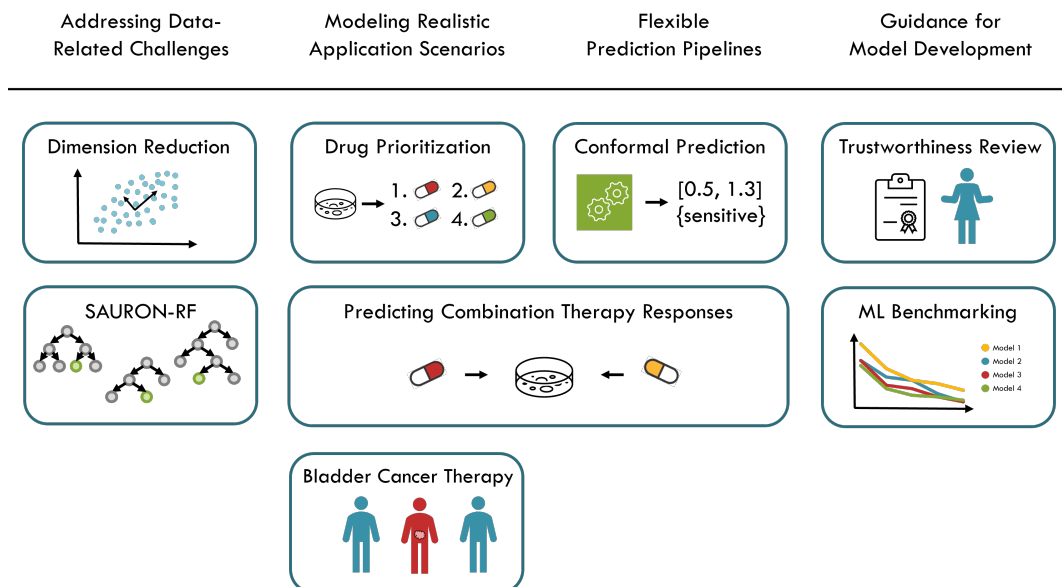 Addressing Data-
Related Challenges
Modeling Realistic
Application Scenarios
Flexible
Prediction Pipelines
Guidance for
Model Development
Dimension Reduction
Drug Prioritization
1.
2.
3.
4.
Conformal Prediction
[0.5, 1.3]
{sensitive}
Trustworthiness Review
SAURON-RF
Predicting Combination Therapy Responses
ML Benchmarking
Model 1
Model 2
Model 3
Model 4
Bladder Cancer Therapy